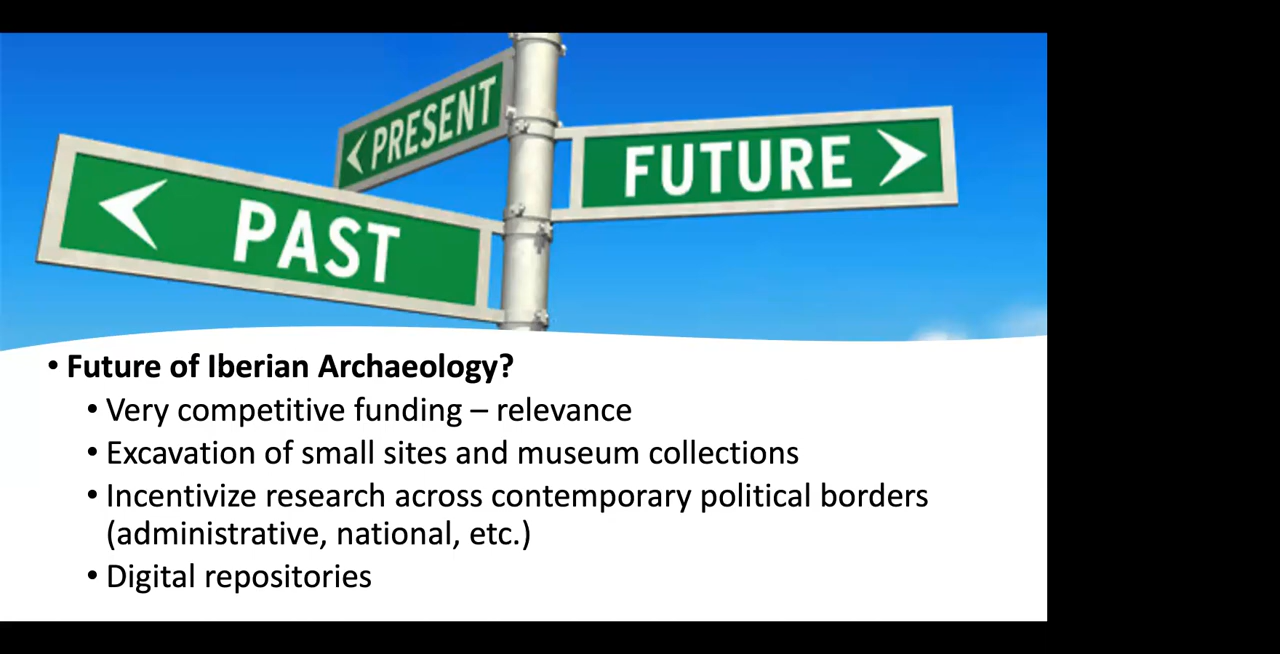 < PRESENT
FUTURE >
< PAST
• Future of Iberian Archaeology?
• Very competitive funding – relevance
• Excavation of small sites and museum collections
• Incentivize research across contemporary political borders
(administrative, national, etc.)
• Digital repositories